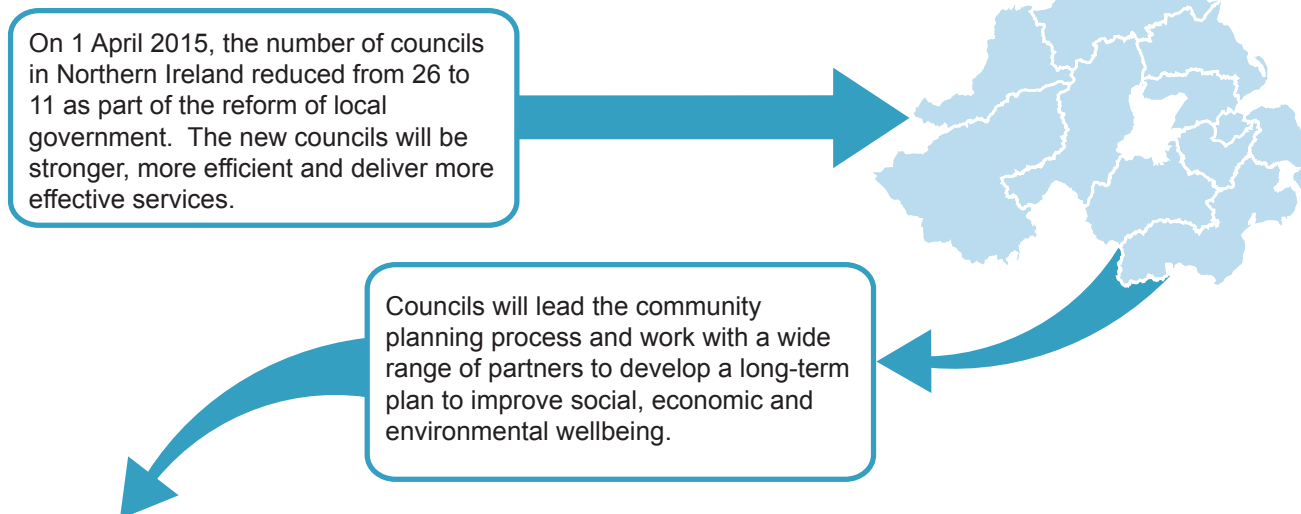 On 1 April 2015, the number of councils
in Northern Ireland reduced from 26 to
11 as part of the reform of local
government.  The new councils will be
stronger, more efficient and deliver more
effective services.
Councils will lead the community
planning process and work with a wide
range of partners to develop a long-term
plan to improve social, economic and
environmental wellbeing.